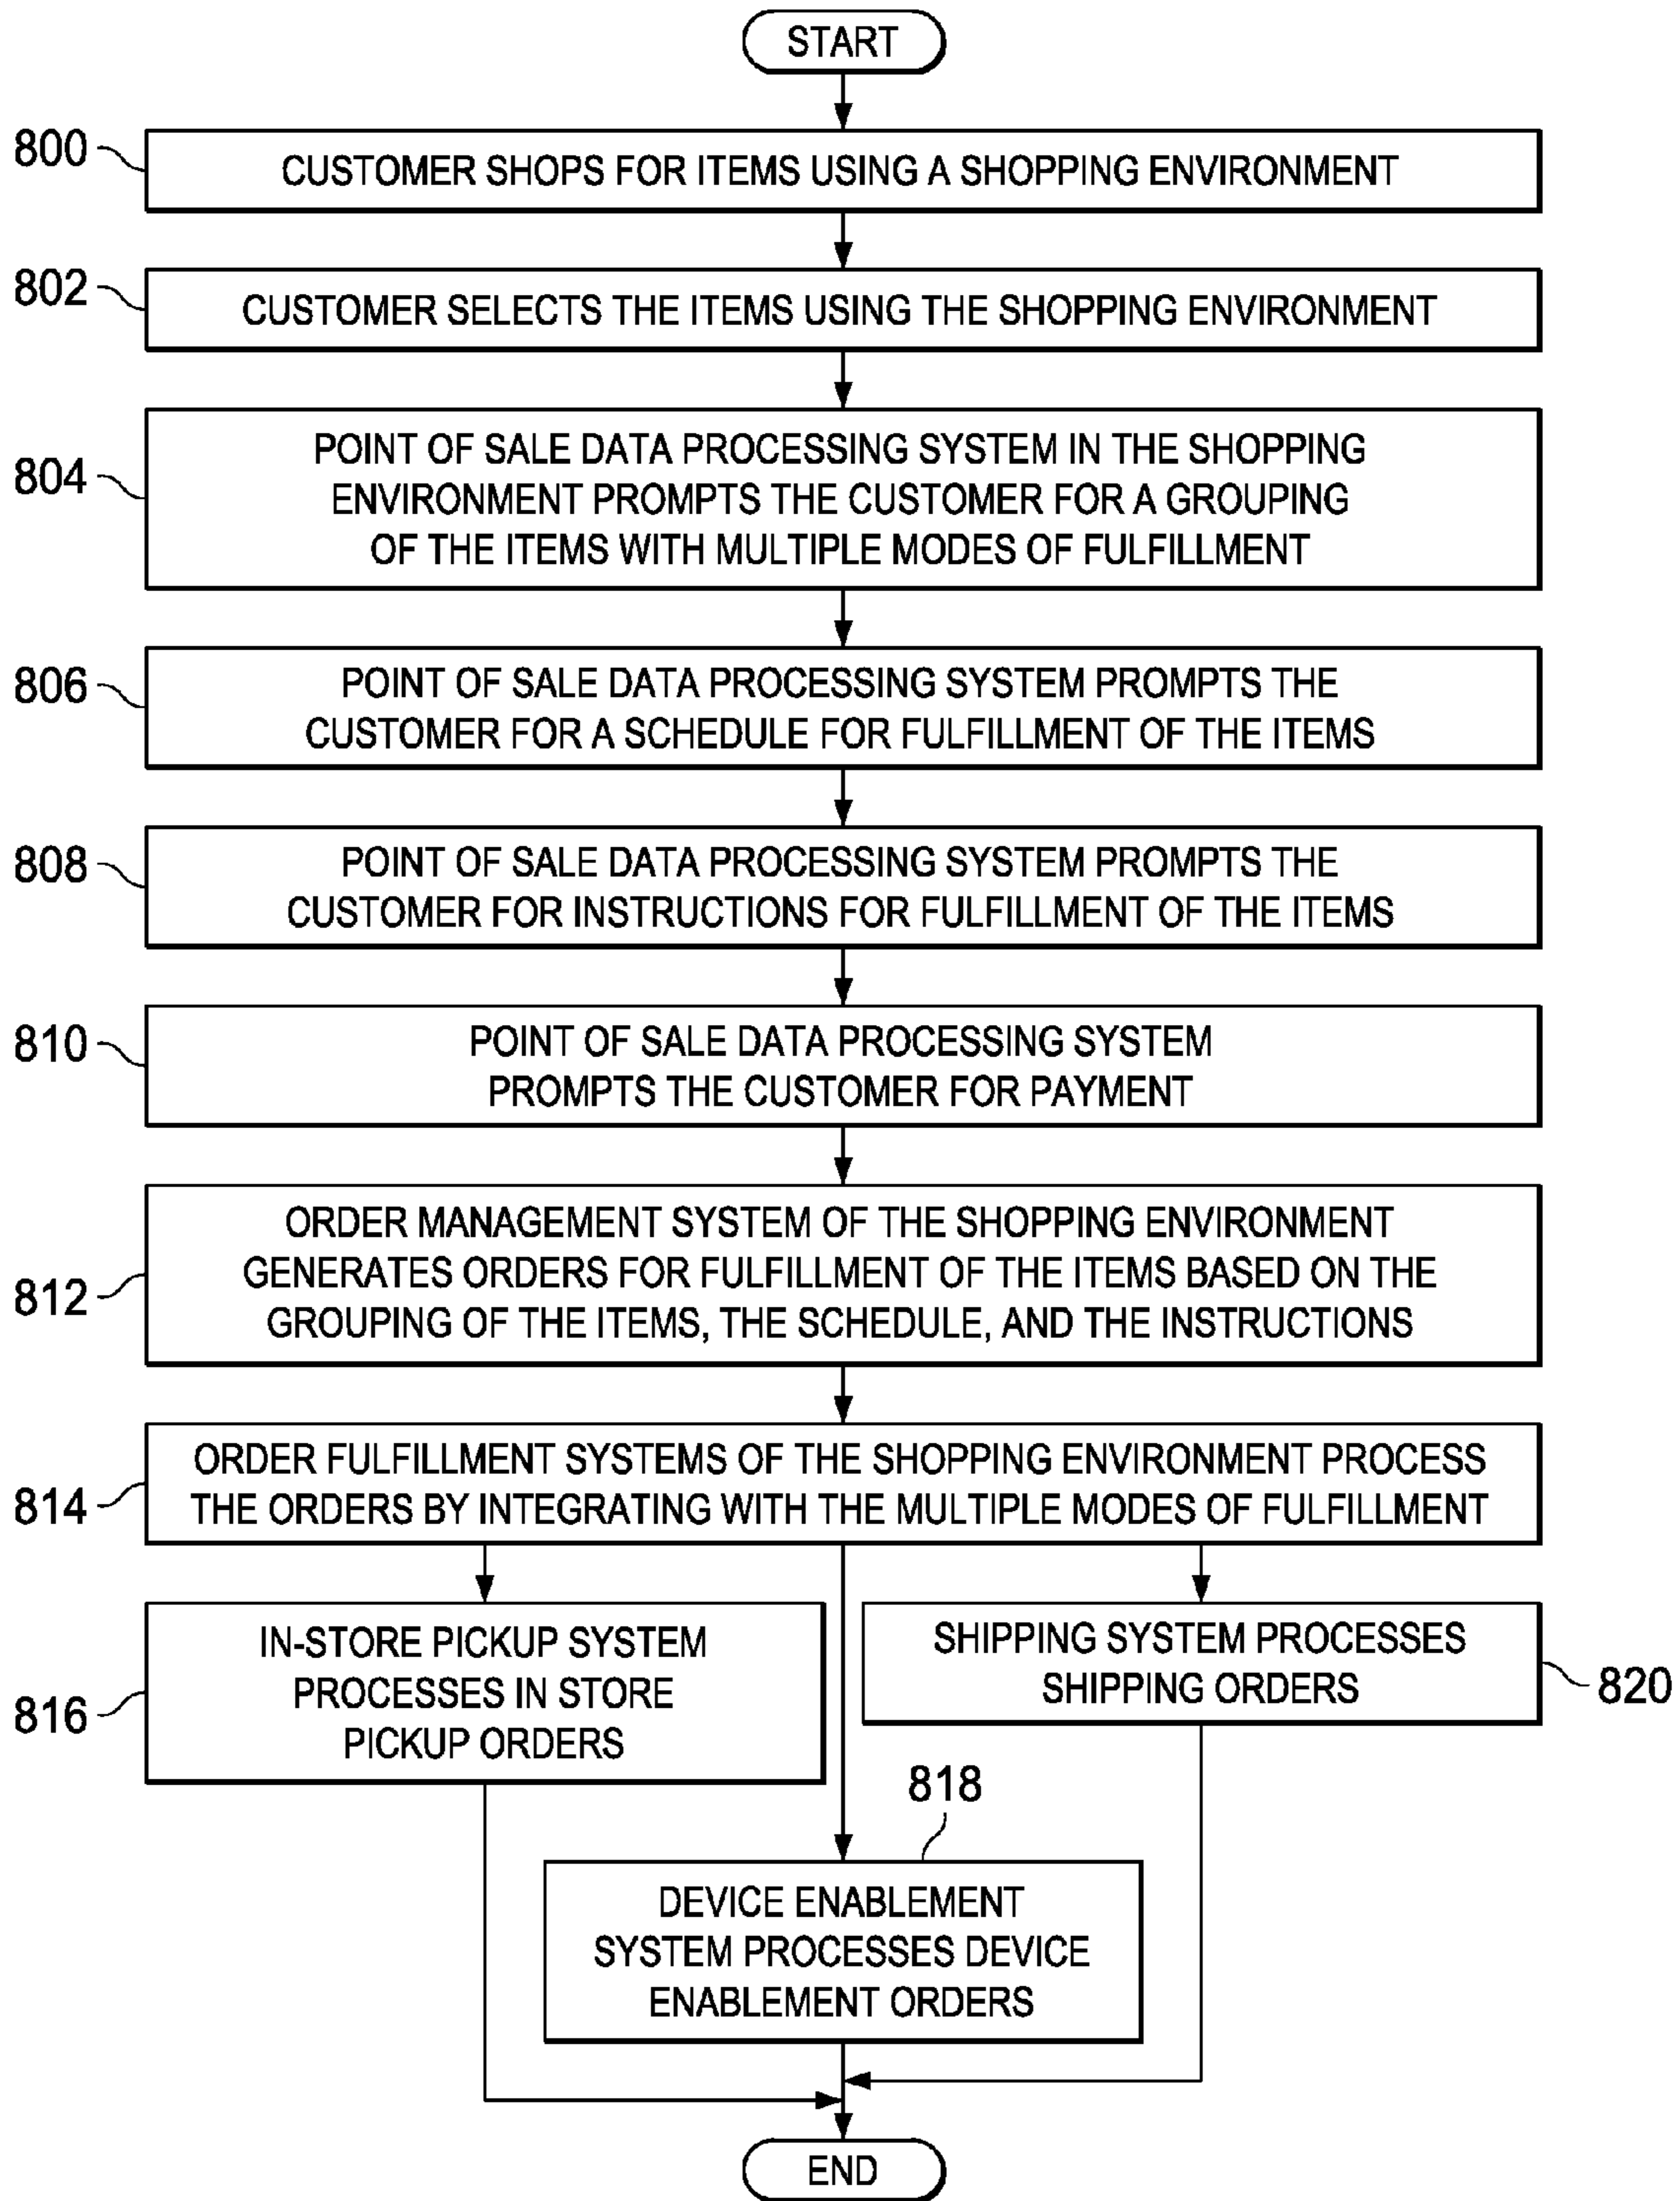 START
800
CUSTOMER SHOPS FOR ITEMS USING A SHOPPING ENVIRONMENT
802
CUSTOMER SELECTS THE ITEMS USING THE SHOPPING ENVIRONMENT
804
POINT OF SALE DATA PROCESSING SYSTEM IN THE SHOPPING
ENVIRONMENT PROMPTS THE CUSTOMER FOR A GROUPING
OF THE ITEMS WITH MULTIPLE MODES OF FULFILLMENT
806
POINT OF SALE DATA PROCESSING SYSTEM PROMPTS THE
CUSTOMER FOR A SCHEDULE FOR FULFILLMENT OF THE ITEMS
808
POINT OF SALE DATA PROCESSING SYSTEM PROMPTS THE
CUSTOMER FOR INSTRUCTIONS FOR FULFILLMENT OF THE ITEMS
810
POINT OF SALE DATA PROCESSING SYSTEM
PROMPTS THE CUSTOMER FOR PAYMENT
812
ORDER MANAGEMENT SYSTEM OF THE SHOPPING ENVIRONMENT
GENERATES ORDERS FOR FULFILLMENT OF THE ITEMS BASED ON THE
GROUPING OF THE ITEMS, THE SCHEDULE, AND THE INSTRUCTIONS
814
ORDER FULFILLMENT SYSTEMS OF THE SHOPPING ENVIRONMENT PROCESS
THE ORDERS BY INTEGRATING WITH THE MULTIPLE MODES OF FULFILLMENT
816
IN-STORE PICKUP SYSTEM
PROCESSES IN STORE
PICKUP ORDERS
SHIPPING SYSTEM PROCESSES
SHIPPING ORDERS
820
818
DEVICE ENABLEMENT
SYSTEM PROCESSES DEVICE
ENABLEMENT ORDERS
END